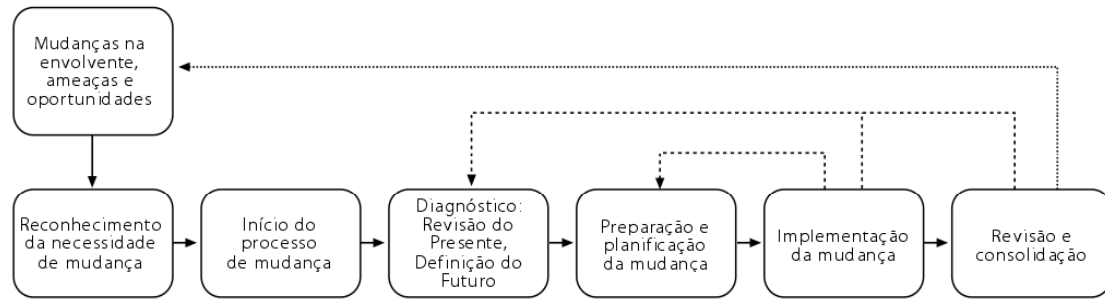 Mudanças na
envolvente,
ameaças e
oportunidades
Reconhecimento
da necessidade
de mudança
Início do
processo
de mudança
Diagnóstico:
Revisão do
Presente,
Definição do
Futuro
Preparação e
planificação
da mudança
Implementação
da mudança
Revisão e
consolidação